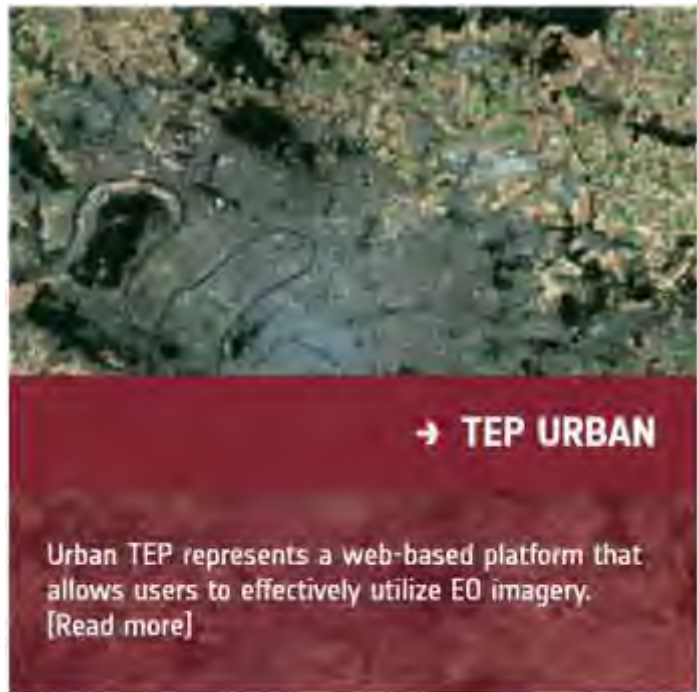 → TEP URBAN
Urban TEP represents a web-based platform that
allows users to effectively utilize EO imagery.
[Read more]